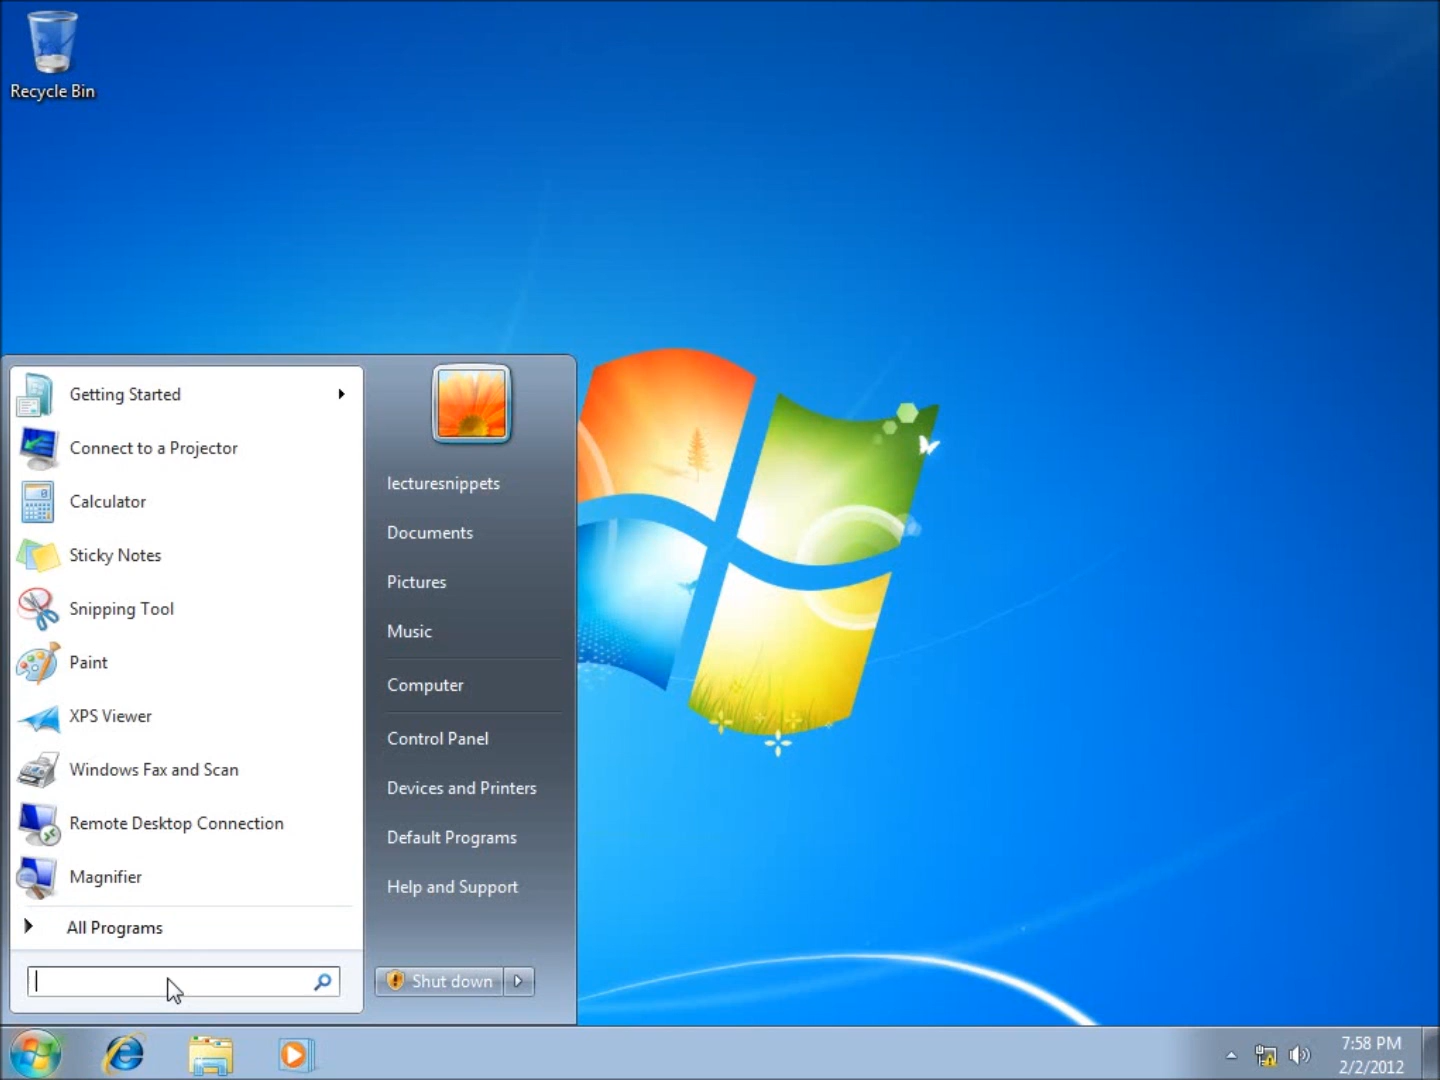 Recycle Bin
Getting Started
Connect to a Projector
Calculator
Sticky Notes
Snipping Tool
Paint
XPS Viewer
Windows Fax and Scan
Remote Desktop Connection
Magnifier
All Programs
lecturesnippets
Documents
Pictures
Music
Computer
Control Panel
Devices and Printers
Default Programs
Help and Support
Shut down
7:58 PM
2/2/2012